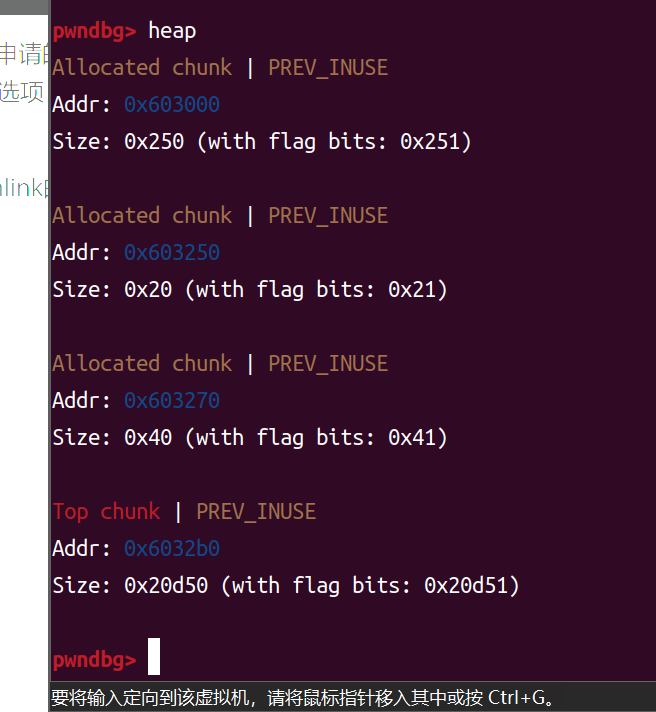 pwndbg> heap
申请
Allocated chunk | PREV_INUSE
选项
Addr: 0x603000
Size: 0x250 (with flag bits: 0x251)
link
Allocated chunk | PREV_INUSE
Addr: 0x603250
Size: 0x20 (with flag bits: 0x21)
Allocated chunk | PREV_INUSE
Addr: 0x603270
Size: 0x40 (with flag bits: 0x41)
Top chunk | PREV_INUSE
Addr: 0x6032b0
Size: 0x20d50 (with flag bits: 0x20d51)
pwndbg>
要将输入定向到该虚拟机，请将鼠标指针移入其中或按 Ctrl+G。